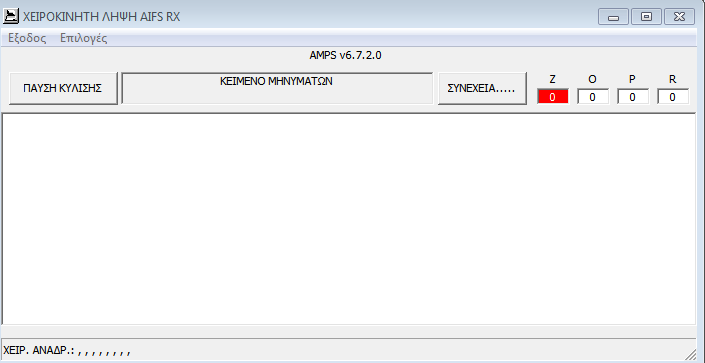 ΧΕΙΡΟΚΙΝΗΤΗ ΛΗΨΗ AIFS RX
Εξοδος Επιλογές
AMPS v6.7.2.0
ΠΑΥΣΗ ΚΥΛΙΣΗΣ ΚΕΙΜΕΝΟ ΜΗΝΥΜΑΤΩΝ ΣΥΝΕΧΕΙΑ..... Z O P R
0 0 0 0
ΧΕΙΡ. ΑΝΑΔΡ.: , , , , , , , ,